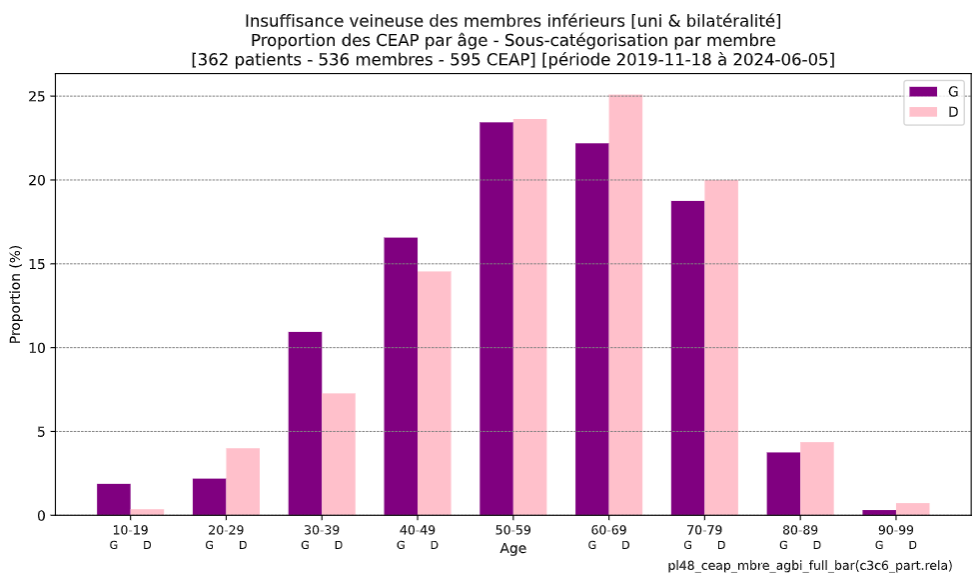 Insuffisance veineuse des membres inférieurs [uni & bilatéralité]
Proportion des CEAP par âge - Sous-catégorisation par membre
[362 patients - 536 membres - 595 CEAP] [période 2019-11-18 à 2024-06-05]
G
D
Proportion (%)
25
20
15
10
5
0
10-19 20-29 30-39 40-49 50-59 60-69 70-79 80-89 90-99
G D G D G D G D G D G D G D G D
Age
pl48_ceap_mbre_agbi_full_bar(c3c6_part.rela)